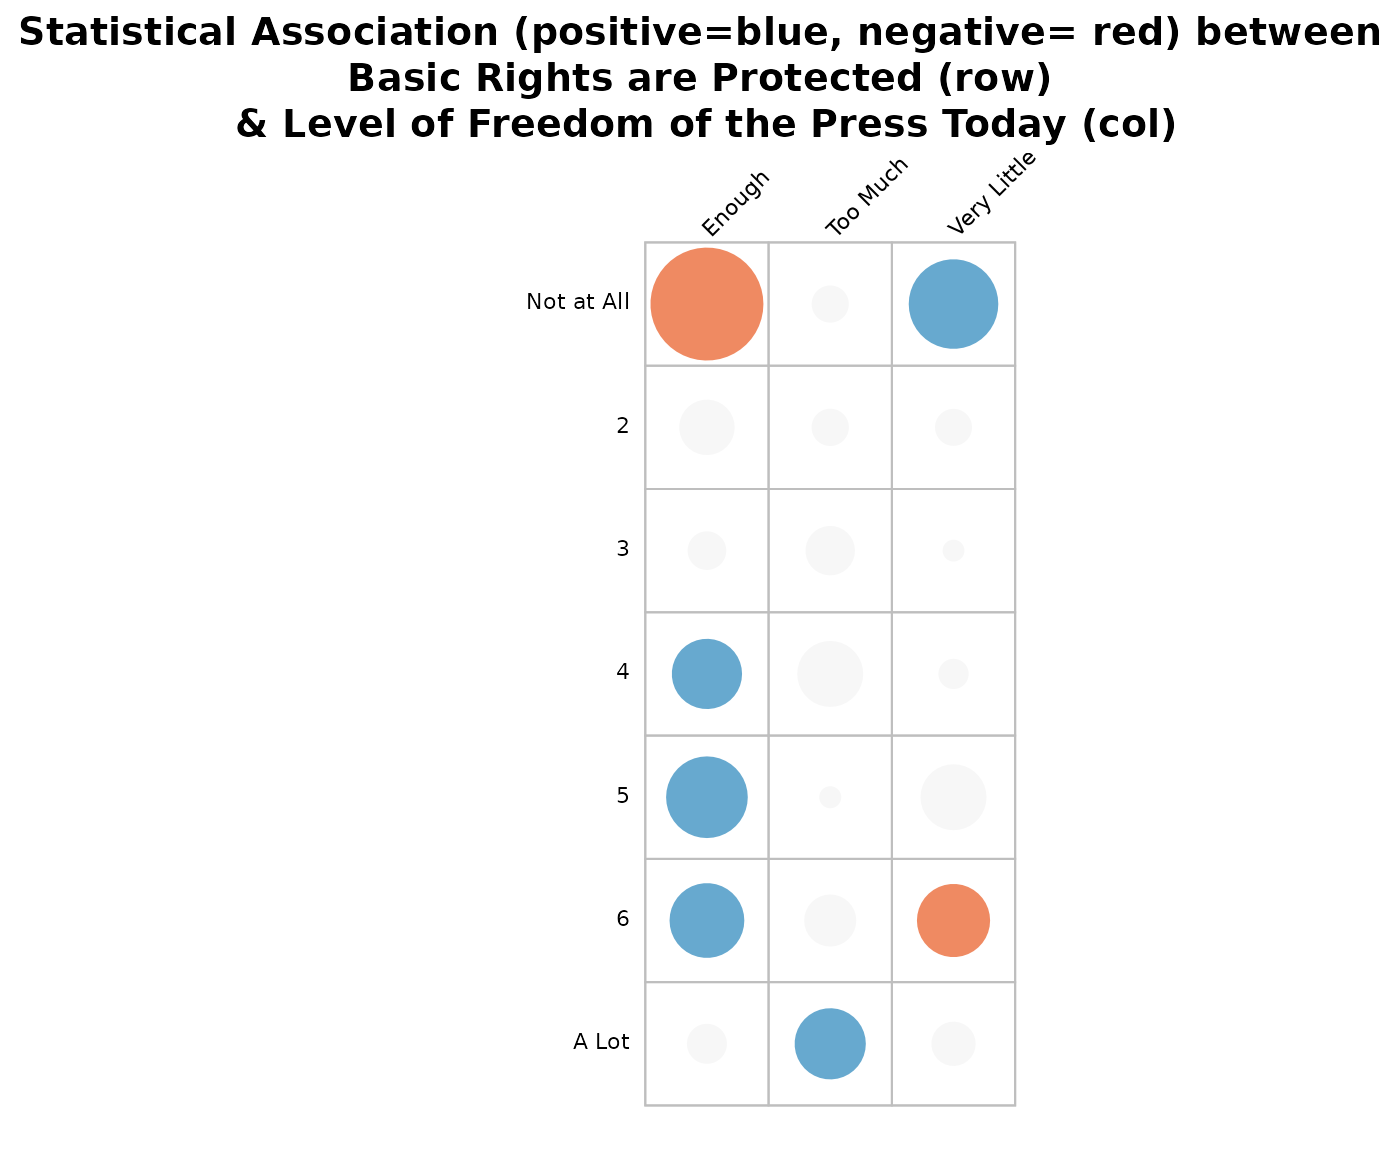 Statistical Association (positive=blue, negative= red) between
Basic Rights are Protected (row)
& Level of Freedom of the Press Today (col)
Enough
Too Much
Very Little
Not at All
2
3
4
5
6
A Lot